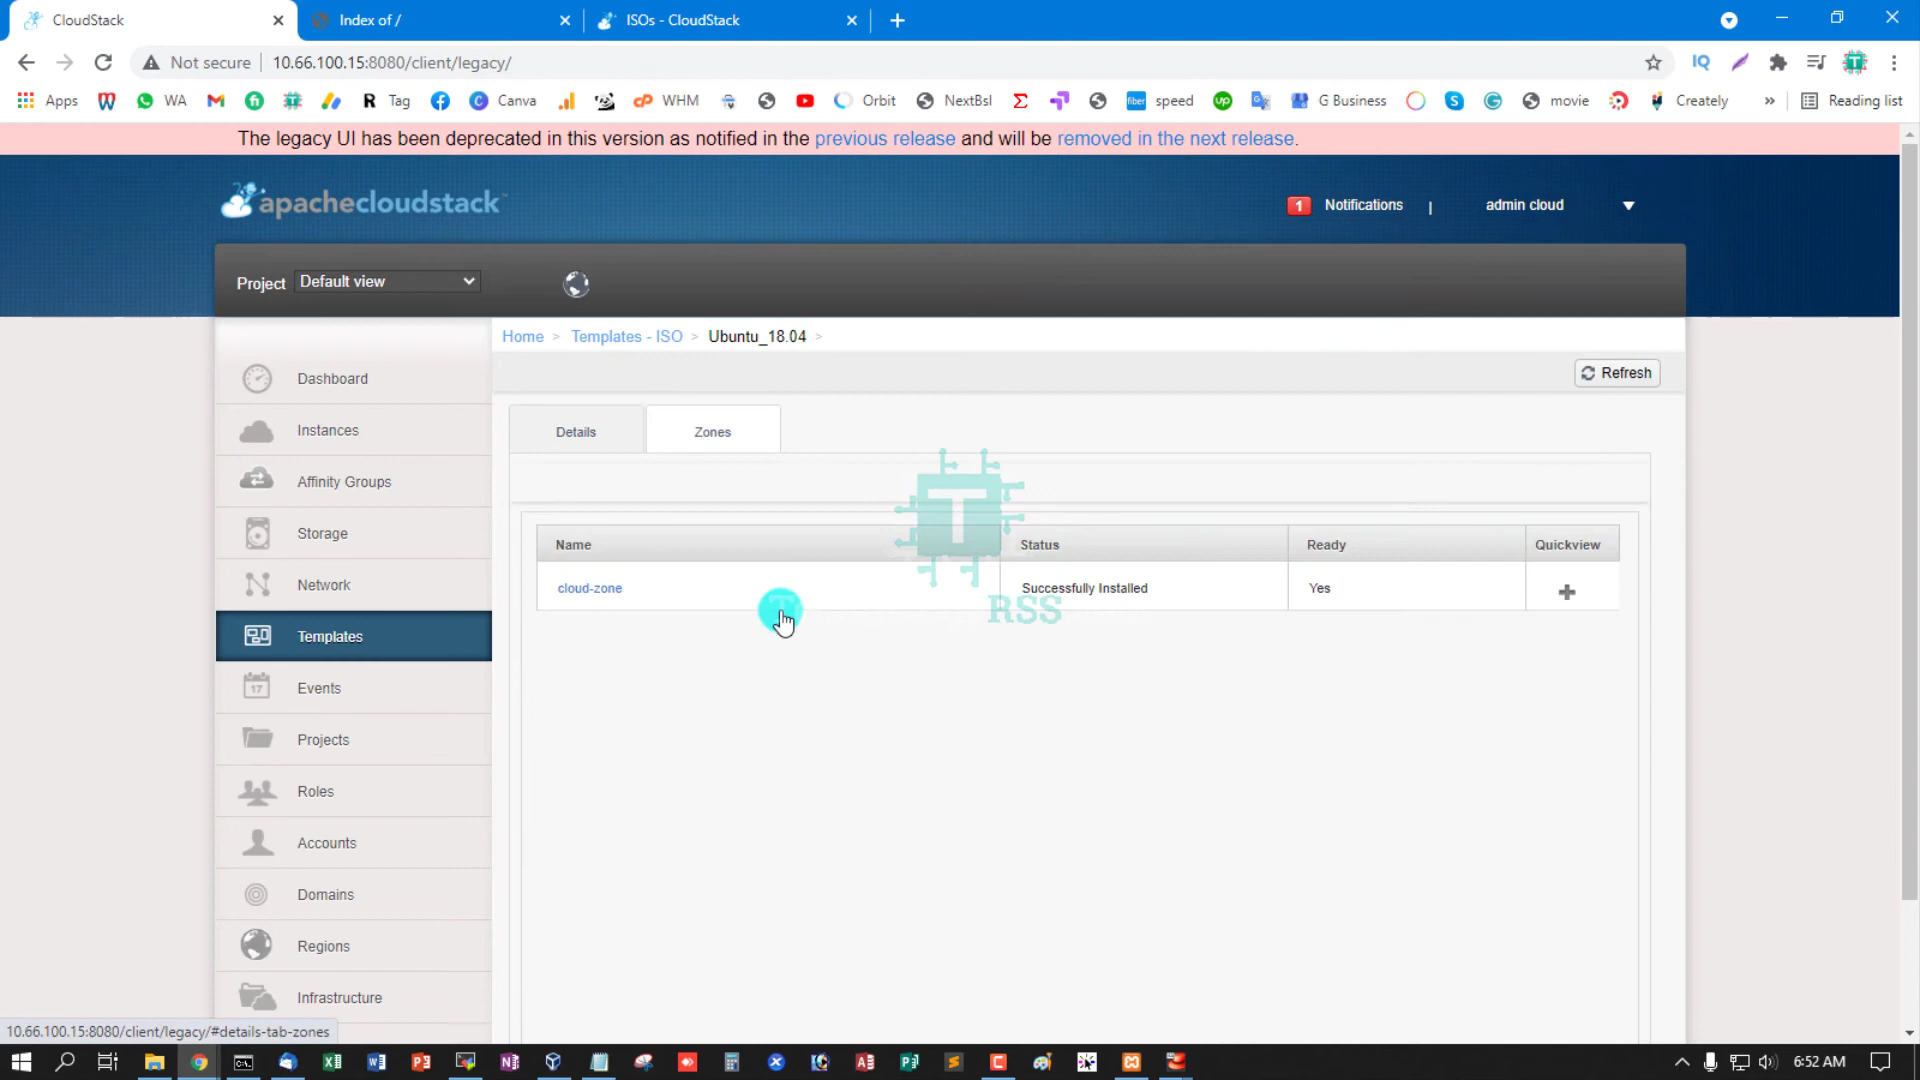 CloudStack
Index of /
ISOs - CloudStack
Not secure
10.66.100.15:8080/client/legacy/
IQ
T
Apps
WA
Tag
Canva
WHM
Orbit
NextBsl
fiber
speed
up
G Business
movie
Creately
Reading list
The legacy UI has been deprecated in this version as notified in the previous release and will be removed in the next release.
apachecloudstack
1
Notifications
admin cloud
Project
Default view
Home > Templates - ISO > Ubuntu_18.04 >
Refresh
Details
Zones
T
RSS
Name
Status
Ready
Quickview
cloud-zone
Successfully Installed
Yes
Dashboard
Instances
Affinity Groups
Storage
Network
Templates
17
Events
Projects
Roles
Accounts
Domains
Regions
Infrastructure
10.66.100.15:8080/client/legacy/#details-tab-zones
6:52 AM